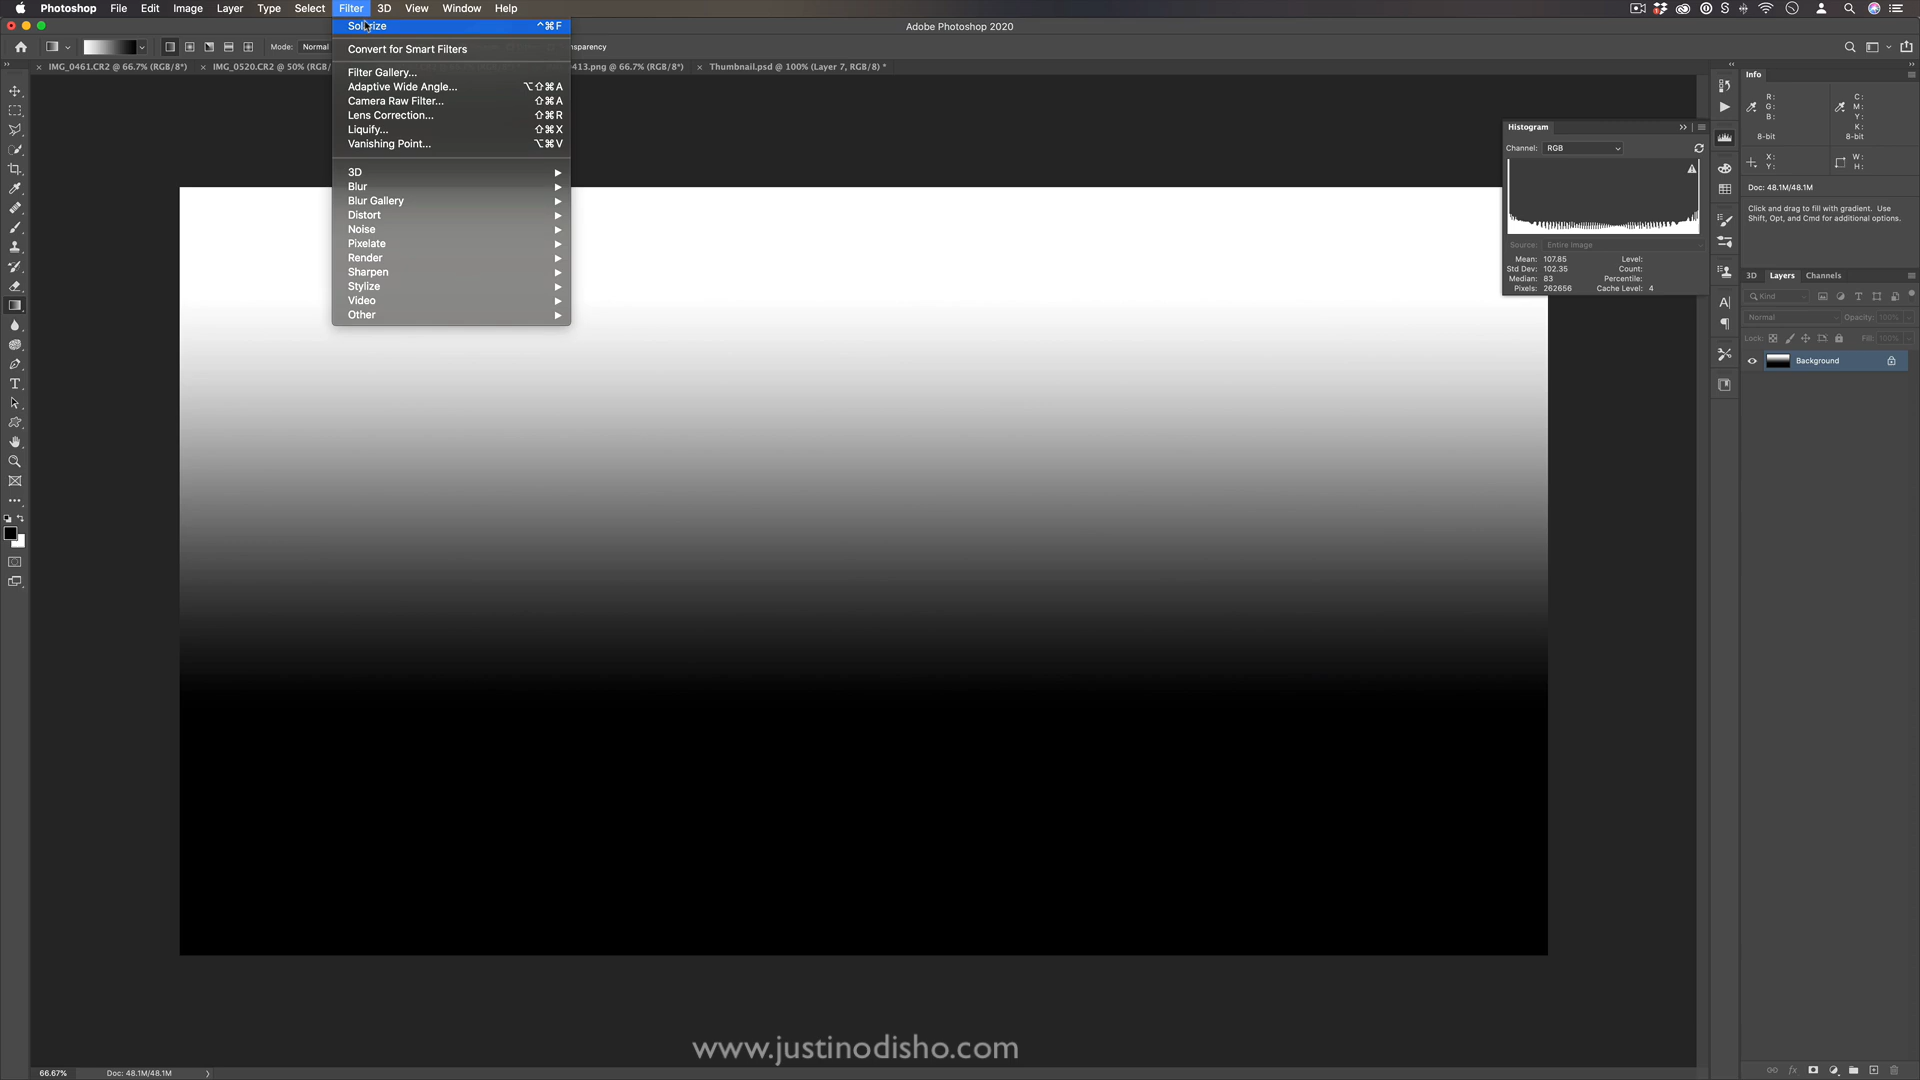 Photoshop File Edit Image Layer Type Select Filter 3D View Window Help
Adobe Photoshop 2020
Mode: Normal
IMG_0461.CR2 @ 66.7% (RGB/8*)
IMG_0520.CR2 @ 50% (RGB/
413.png @ 66.7% (RGB/8*)
Thumbnail.psd @ 100% (Layer 7, RGB/8) *
Solarize ^⌘F
Convert for Smart Filters
Filter Gallery...
Adaptive Wide Angle... ⌥⇧⌘A
Camera Raw Filter... ⇧⌘A
Lens Correction... ⇧⌘R
Liquify... ⇧⌘X
Vanishing Point... ⌥⌘V
3D
Blur
Blur Gallery
Distort
Noise
Pixelate
Render
Sharpen
Stylize
Video
Other
Histogram
Channel: RGB
Source: Entire Image
Mean: 107.85 Level:
Std Dev: 102.35 Count:
Median: 83 Percentile:
Pixels: 262656 Cache Level: 4
Info
R: C:
G: M:
B: Y:
K:
8-bit 8-bit
X: W:
Y: H:
Doc: 48.1M/48.1M
Click and drag to fill with gradient. Use
Shift, Opt, and Cmd for additional options.
3D Layers Channels
Kind
Normal Opacity: 100%
Lock: Fill: 100%
Background
www.justinodisho.com
66.67% Doc: 48.1M/48.1M